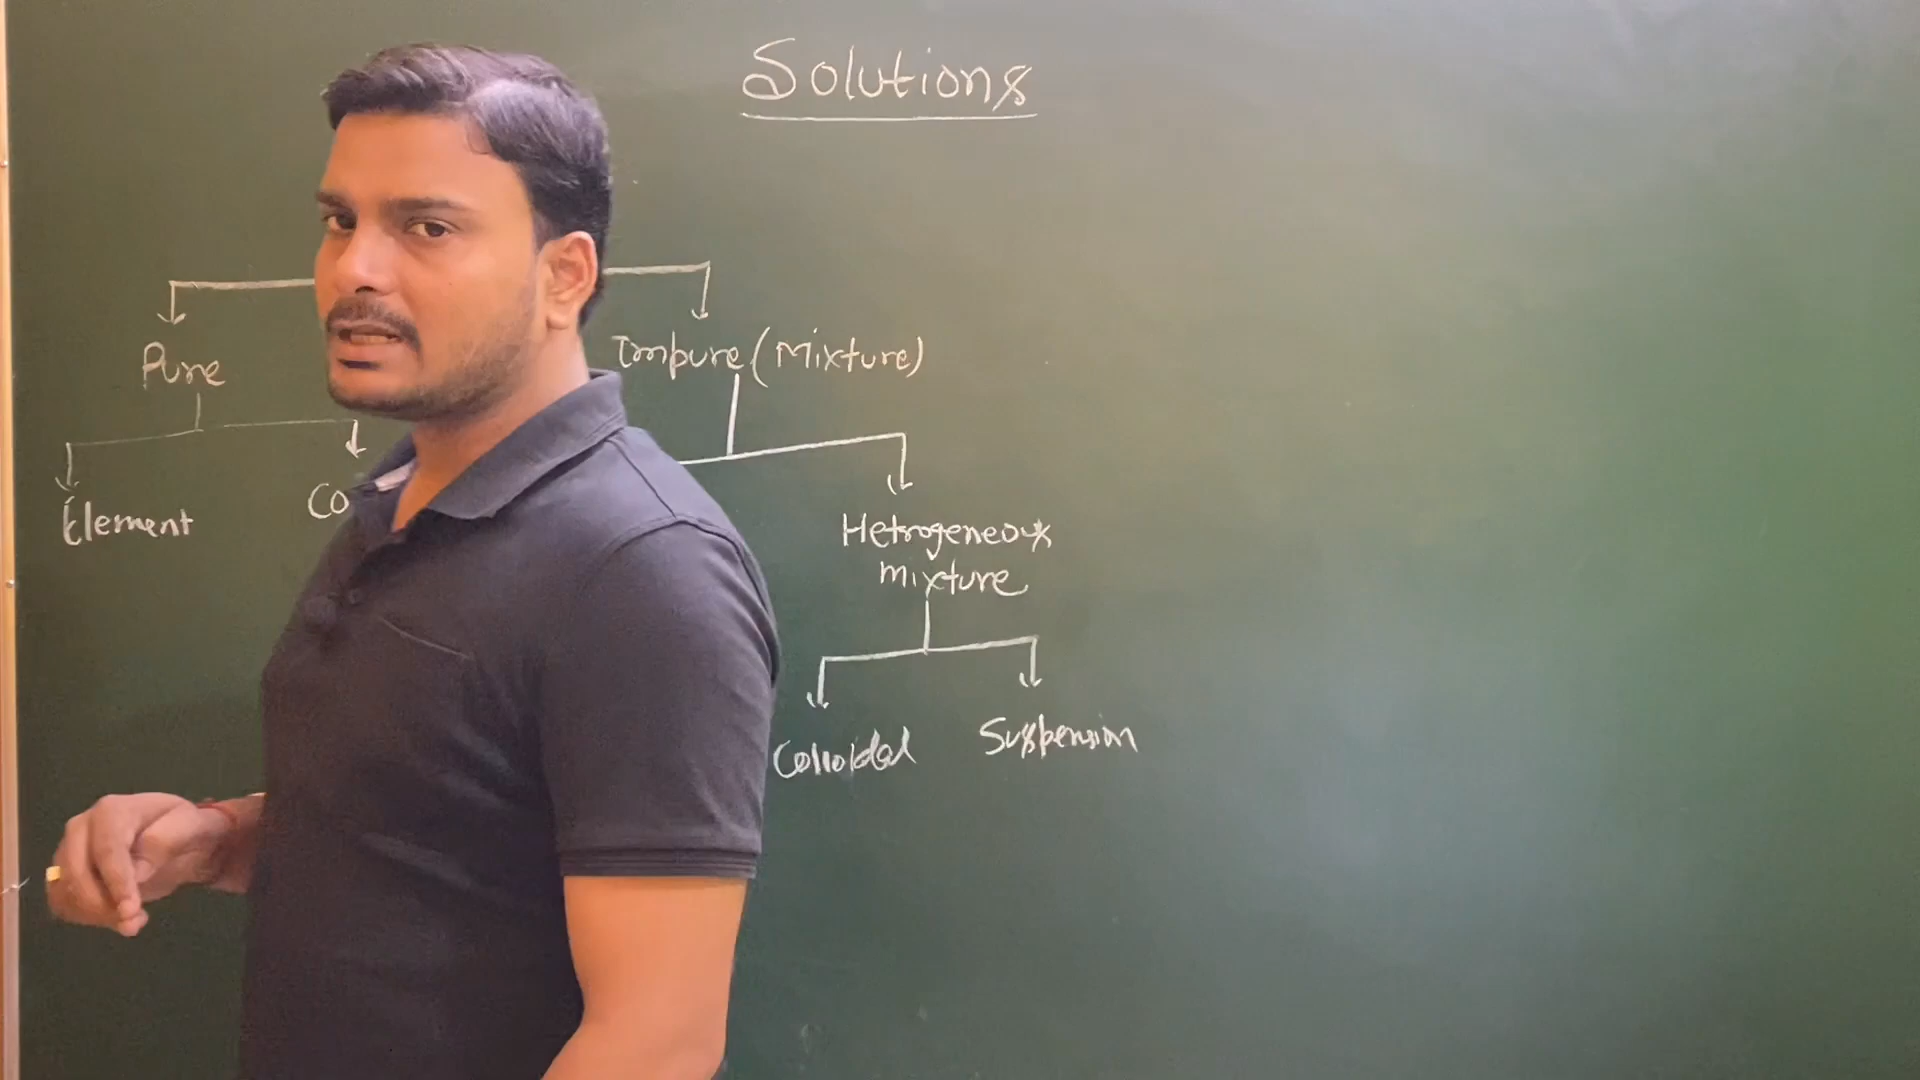 Solutions
Pure
Impure (Mixture)
Element
Co
Hetrogeneous
mixture
Colloidal
Suspension